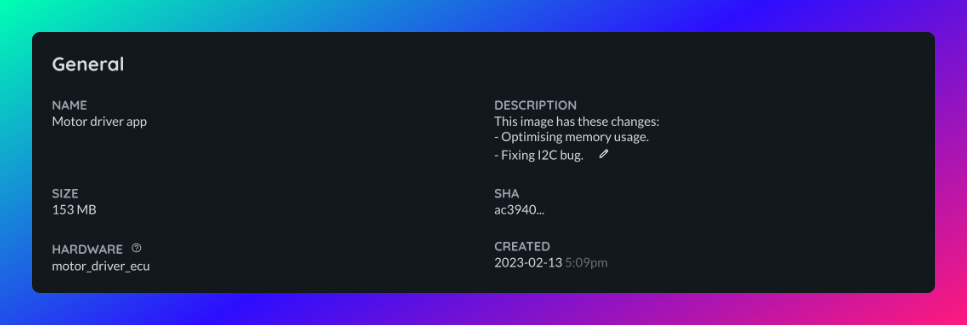 General
NAME
Motor driver app
DESCRIPTION
This image has these changes:
- Optimising memory usage.
- Fixing I2C bug.
SIZE
153 MB
SHA
ac3940...
HARDWARE
motor_driver_ecu
CREATED
2023-02-13 5:09pm